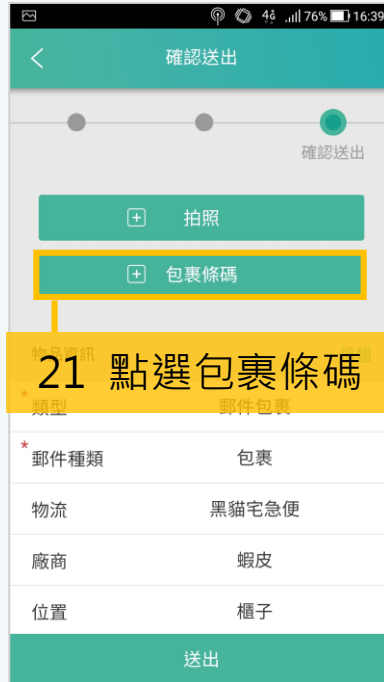 4G 76% 16:39
確認送出
確認送出
拍照
包裹條碼
物品資訊 編輯
21 點選包裹條碼
* 類型 郵件包裹
* 郵件種類 包裹
物流 黑貓宅急便
廠商 蝦皮
位置 櫃子
送出